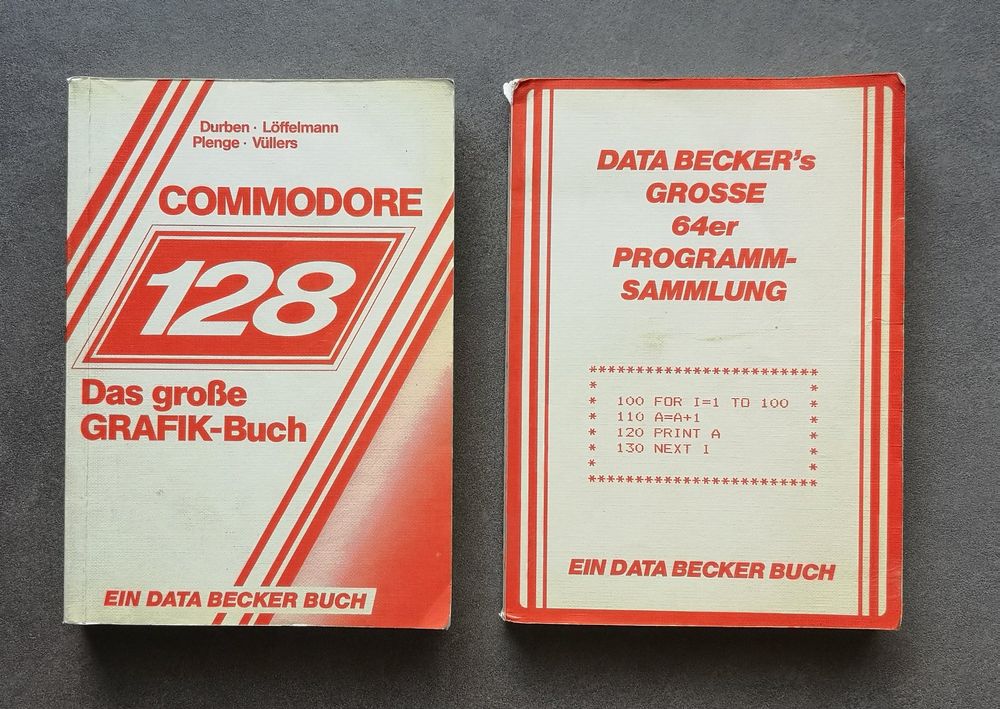 Durben · Löffelmann
Plenge · Vüllers
COMMODORE
128
Das große
GRAFIK-Buch
EIN DATA BECKER BUCH
DATA BECKER's
GROSSE
64er
PROGRAMM-
SAMMLUNG
************************
* *
* 100 FOR I=1 TO 100 *
* 110 A=A+1 *
* 120 PRINT A *
* 130 NEXT I *
* *
************************
EIN DATA BECKER BUCH